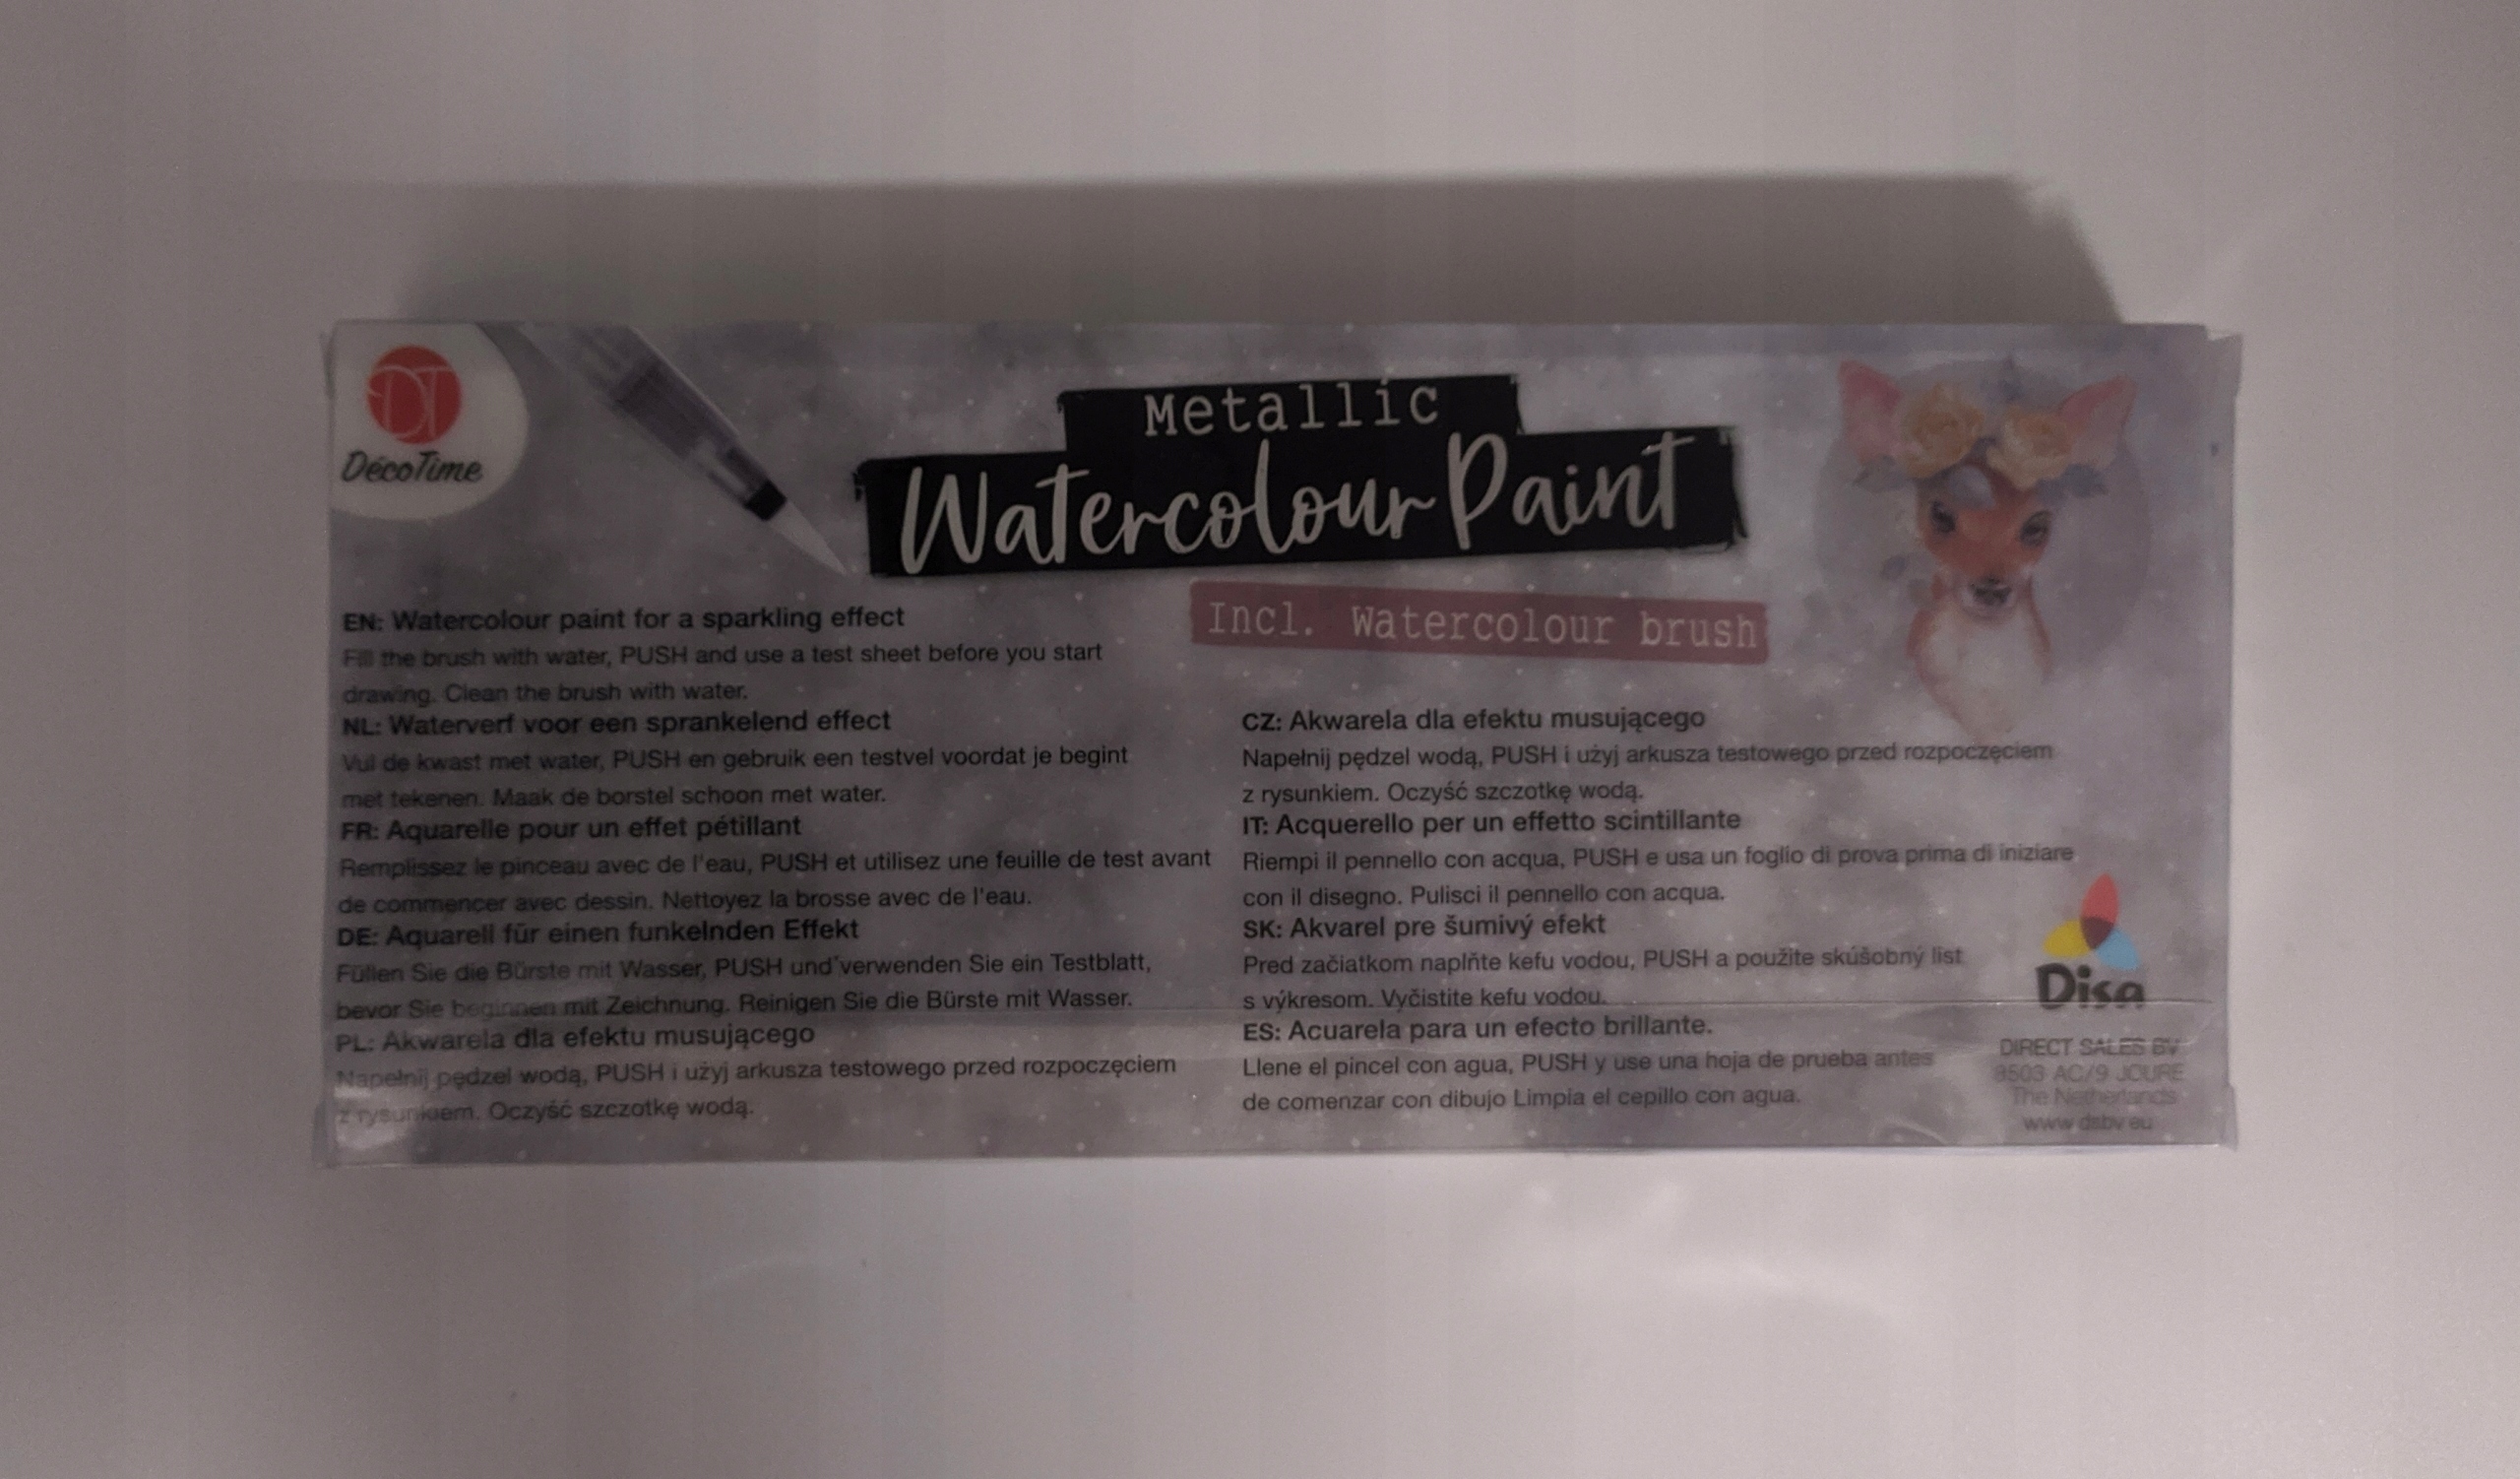 DT
DécoTime
Metallic
Watercolour Paint
Incl. Watercolour brush
EN: Watercolour paint for a sparkling effect
Fill the brush with water, PUSH and use a test sheet before you start
drawing. Clean the brush with water.
NL: Waterverf voor een sprankelend effect
Vul de kwast met water, PUSH en gebruik een testvel voordat je begint
met tekenen. Maak de borstel schoon met water.
FR: Aquarelle pour un effet pétillant
Remplissez le pinceau avec de l'eau, PUSH et utilisez une feuille de test avant
de commencer avec dessin. Nettoyez la brosse avec de l'eau.
DE: Aquarell für einen funkelnden Effekt
Füllen Sie die Bürste mit Wasser, PUSH und verwenden Sie ein Testblatt,
bevor Sie beginnen mit Zeichnung. Reinigen Sie die Bürste mit Wasser.
PL: Akwarela dla efektu musującego
Napełnij pędzel wodą, PUSH i użyj arkusza testowego przed rozpoczęciem
z rysunkiem. Oczyść szczotkę wodą.
CZ: Akwarela dla efektu musującego
Napełnij pędzel wodą, PUSH i użyj arkusza testowego przed rozpoczęciem
z rysunkiem. Oczyść szczotkę wodą.
IT: Acquerello per un effetto scintillante
Riempi il pennello con acqua, PUSH e usa un foglio di prova prima di iniziare
con il disegno. Pulisci il pennello con acqua.
SK: Akvarel pre šumivý efekt
Pred začiatkom naplňte kefu vodou, PUSH a použite skúšobný list
s výkresom. Vyčistite kefu vodou.
ES: Acuarela para un efecto brillante.
Llene el pincel con agua, PUSH y use una hoja de prueba antes
de comenzar con dibujo Limpia el cepillo con agua.
Disa
DIRECT SALES BV
8503 AC/9 JOURE
The Netherlands
www.dsbv.eu